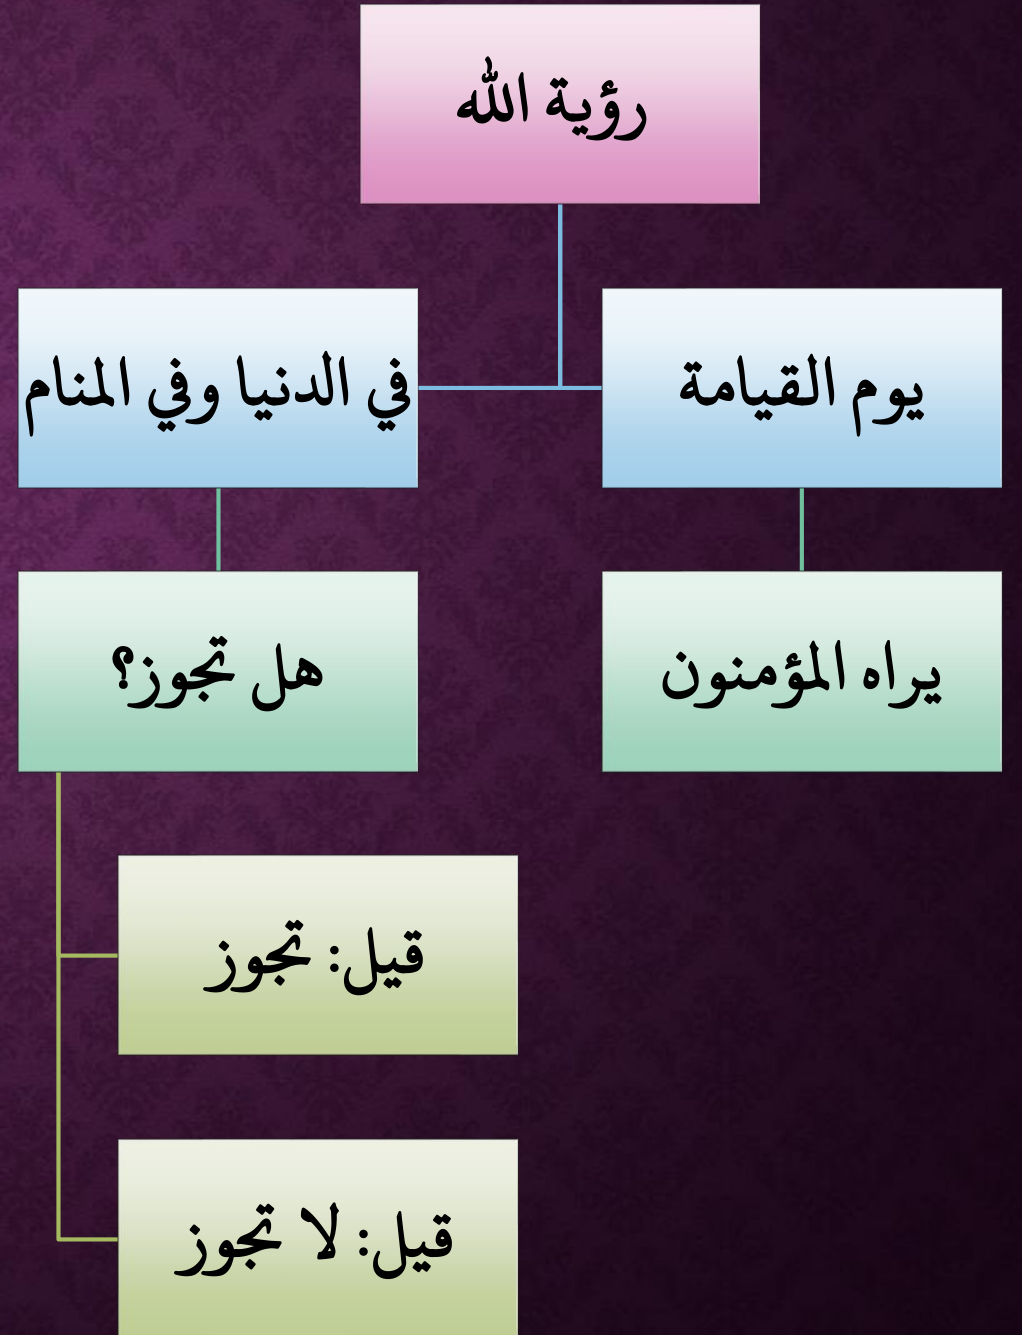 رؤية الله
يوم القيامة
في الدنيا وفي المنام
يراه المؤمنون
هل تجوز؟
قيل: تجوز
قيل: لا تجوز